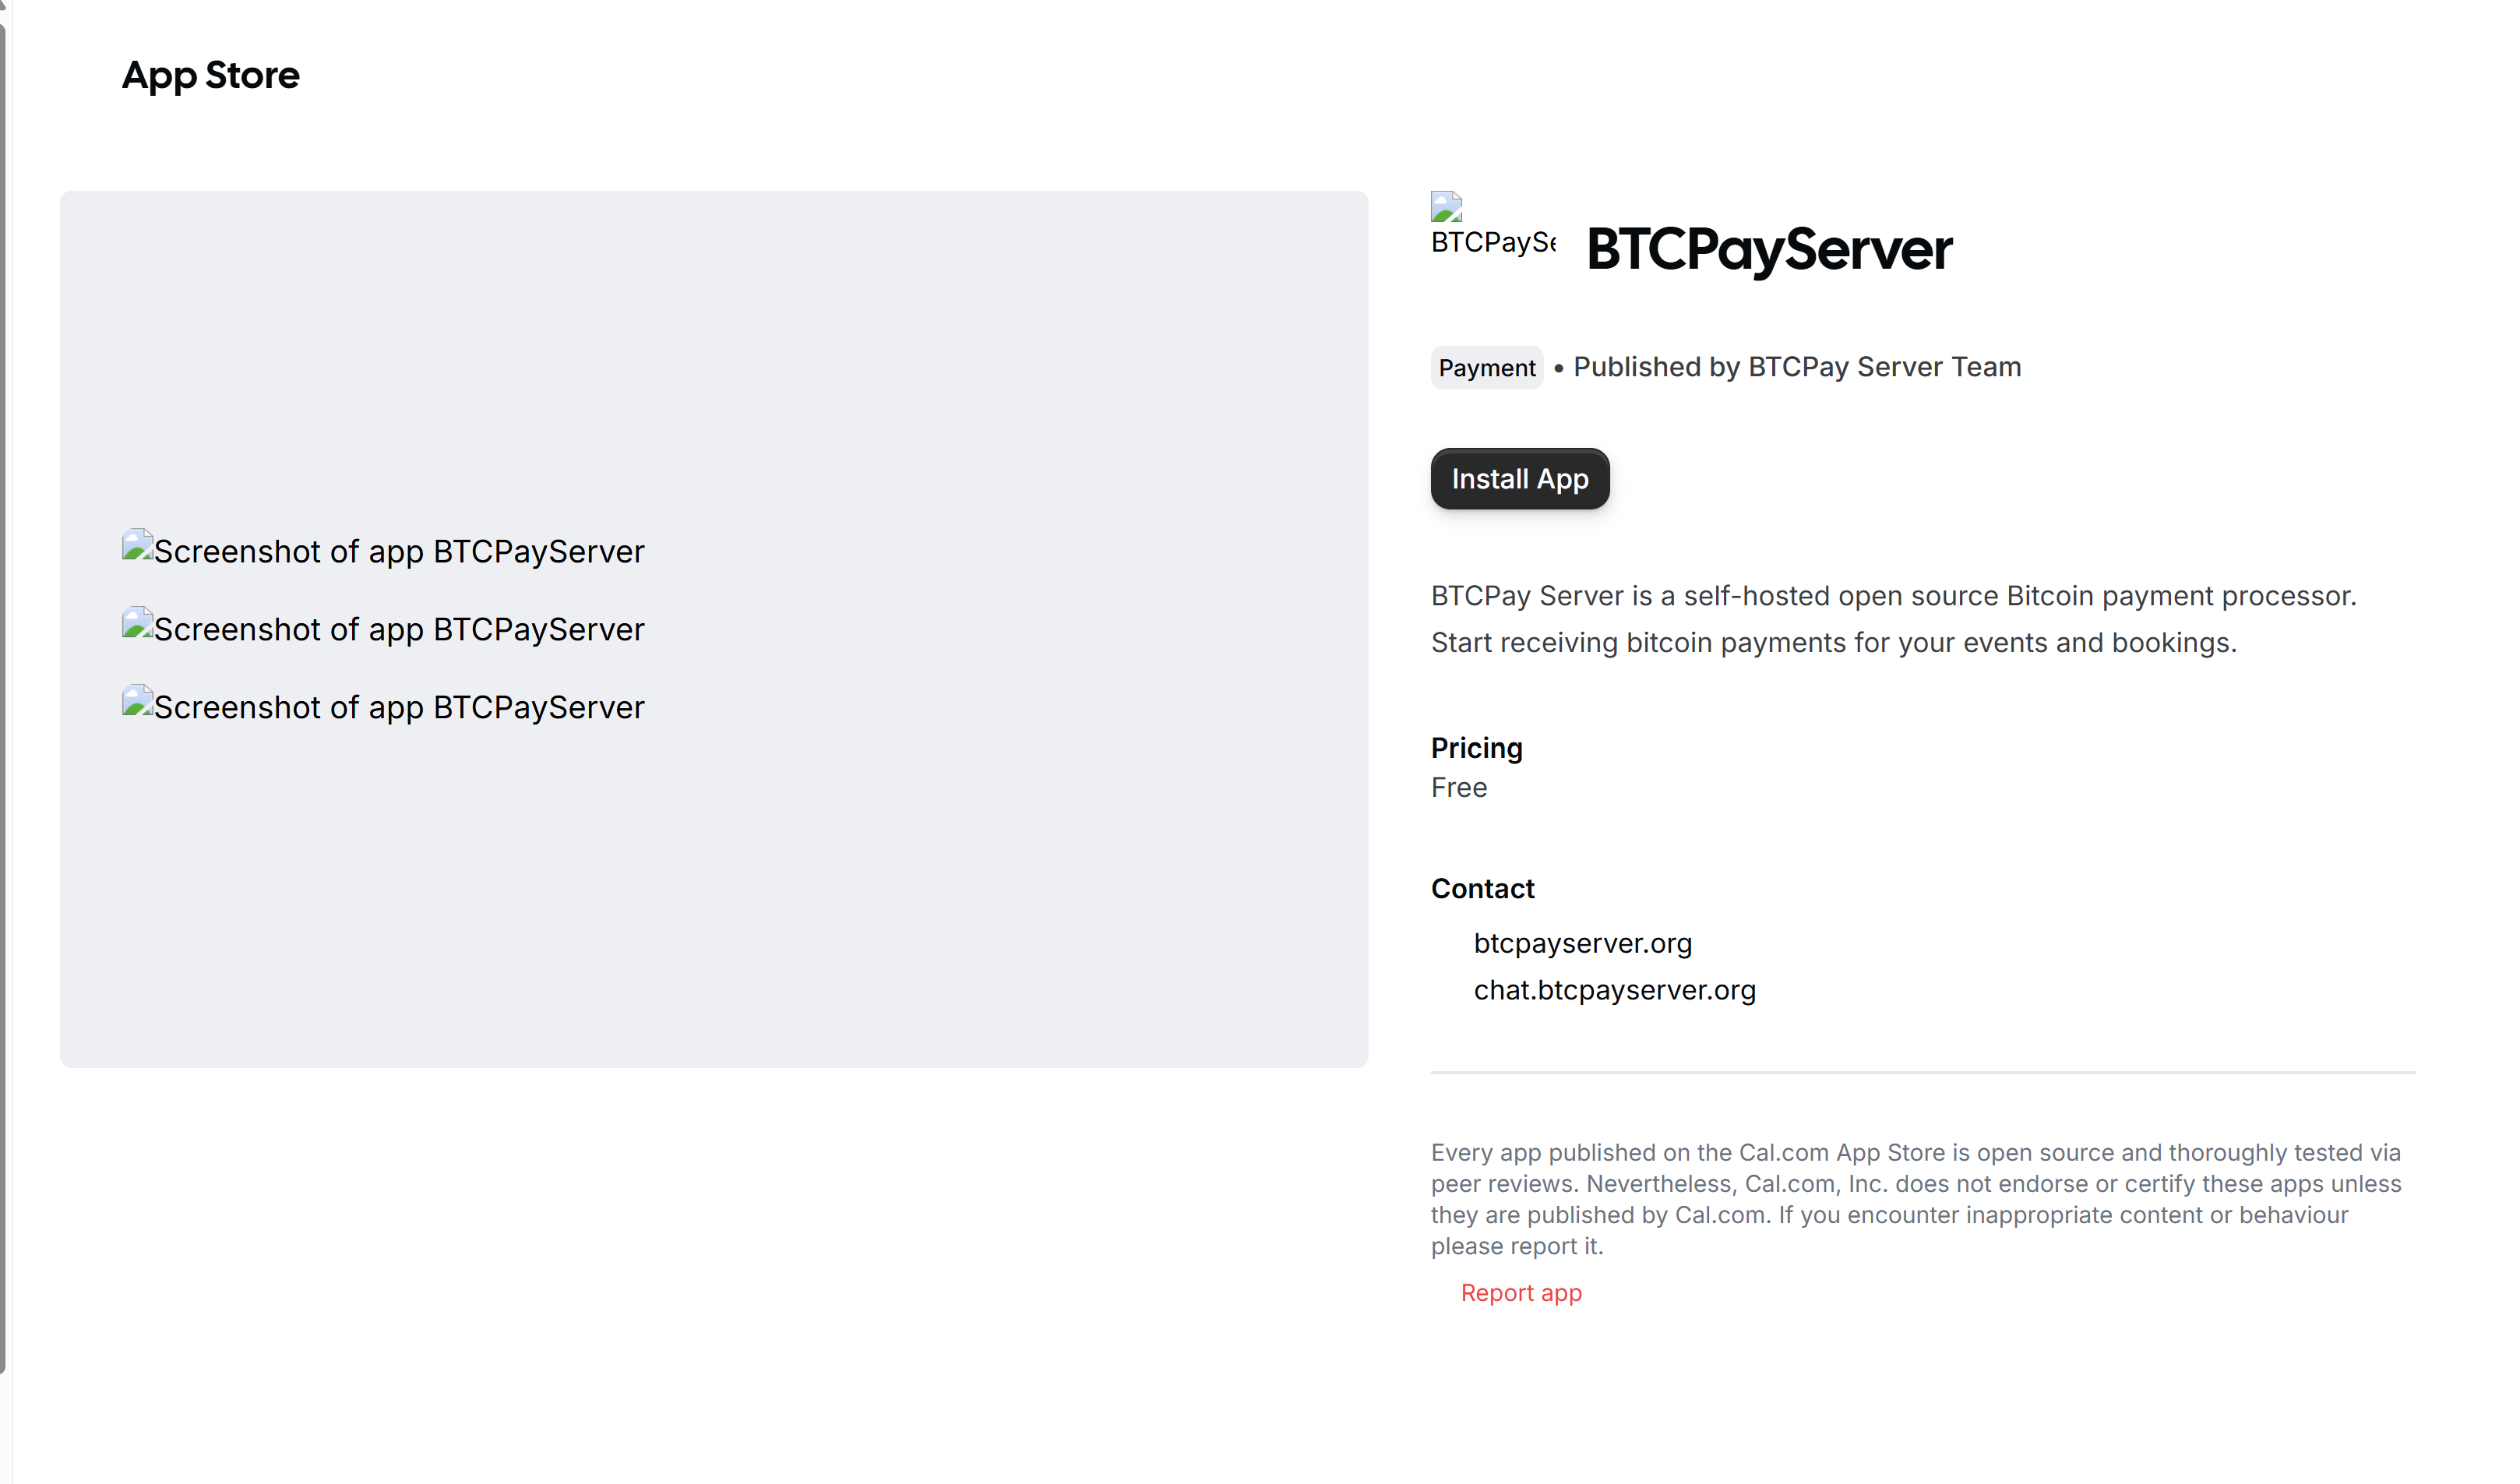 App Store
Screenshot of app BTCPayServer
Screenshot of app BTCPayServer
Screenshot of app BTCPayServer
BTCPaySe
BTCPayServer
Payment • Published by BTCPay Server Team
Install App
BTCPay Server is a self-hosted open source Bitcoin payment processor.
Start receiving bitcoin payments for your events and bookings.
Pricing
Free
Contact
btcpayserver.org
chat.btcpayserver.org
Every app published on the Cal.com App Store is open source and thoroughly tested via
peer reviews. Nevertheless, Cal.com, Inc. does not endorse or certify these apps unless
they are published by Cal.com. If you encounter inappropriate content or behaviour
please report it.
Report app